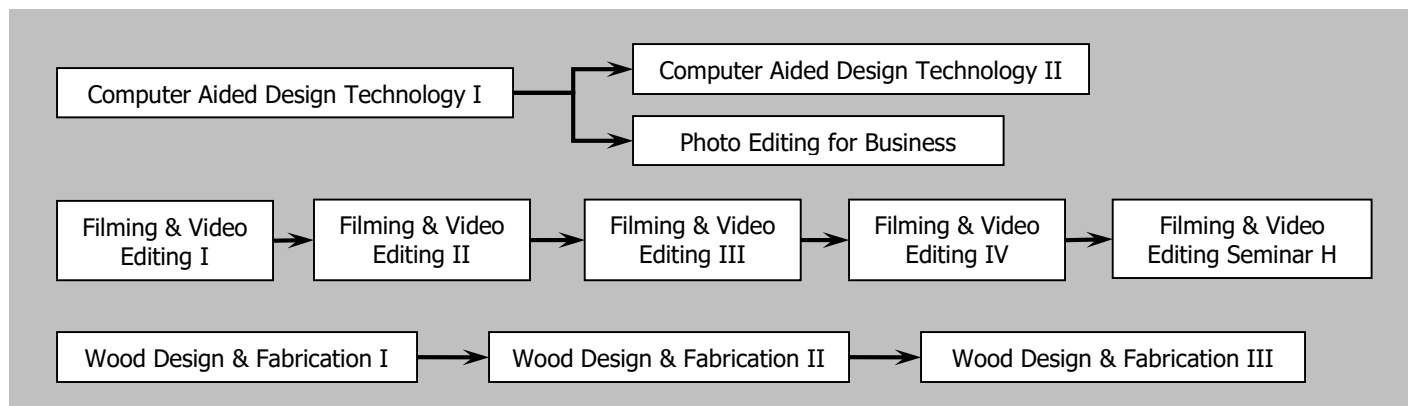 Computer Aided Design Technology I
Computer Aided Design Technology II
Photo Editing for Business
Filming & Video
Editing I
Filming & Video
Editing II
Filming & Video
Editing III
Filming & Video
Editing IV
Filming & Video
Editing Seminar H
Wood Design & Fabrication I
Wood Design & Fabrication II
Wood Design & Fabrication III